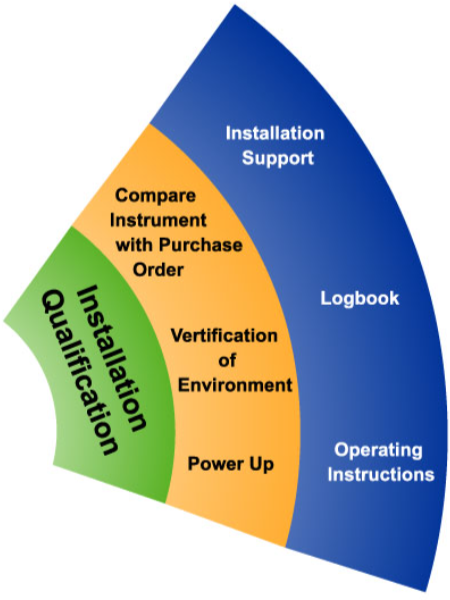 Installation
Qualification
Compare
Instrument
with Purchase
Order
Vertification
of
Environment
Power Up
Installation
Support
Logbook
Operating
Instructions